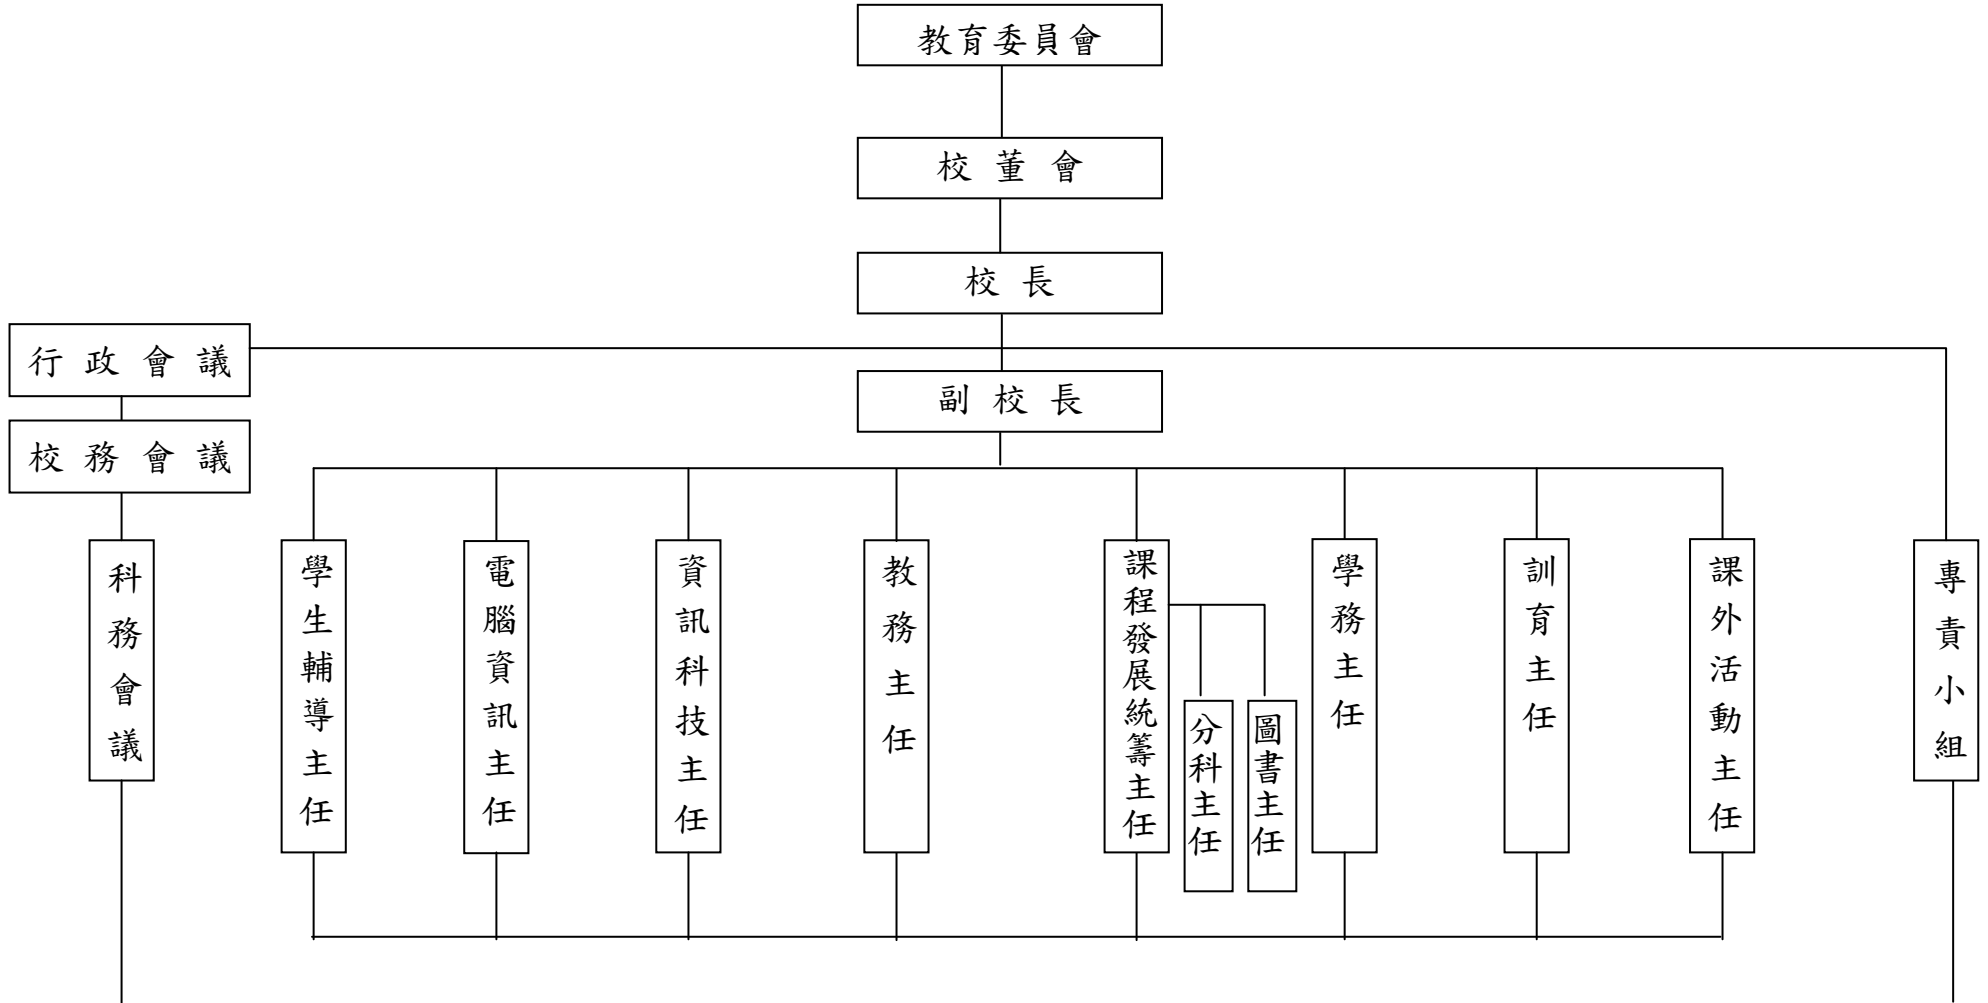 教育委員會
校董會
校長
行政會議
副校長
校務會議
科務會議
學生輔導主任
電腦資訊主任
資訊科技主任
教務主任
課程發展統籌主任
分科主任
圖書主任
學務主任
訓育主任
課外活動主任
專責小組